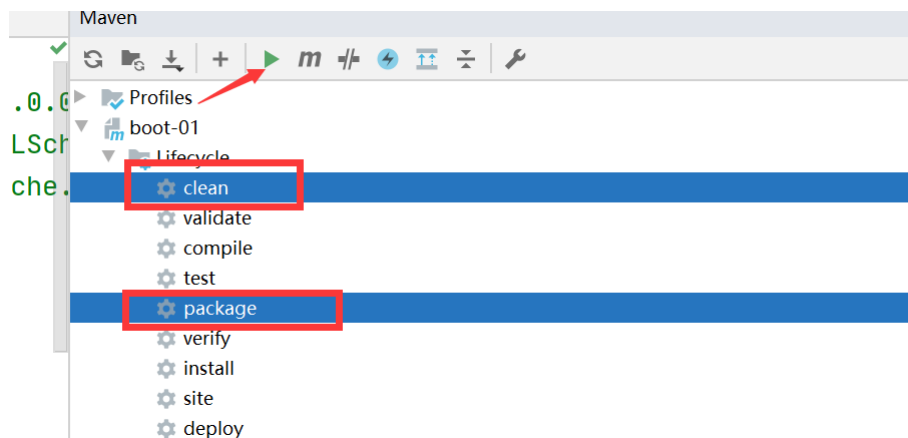 Maven
.0.0
Profiles
boot-01
LSch
Lifecycle
che.
clean
validate
compile
test
package
verify
install
site
deploy